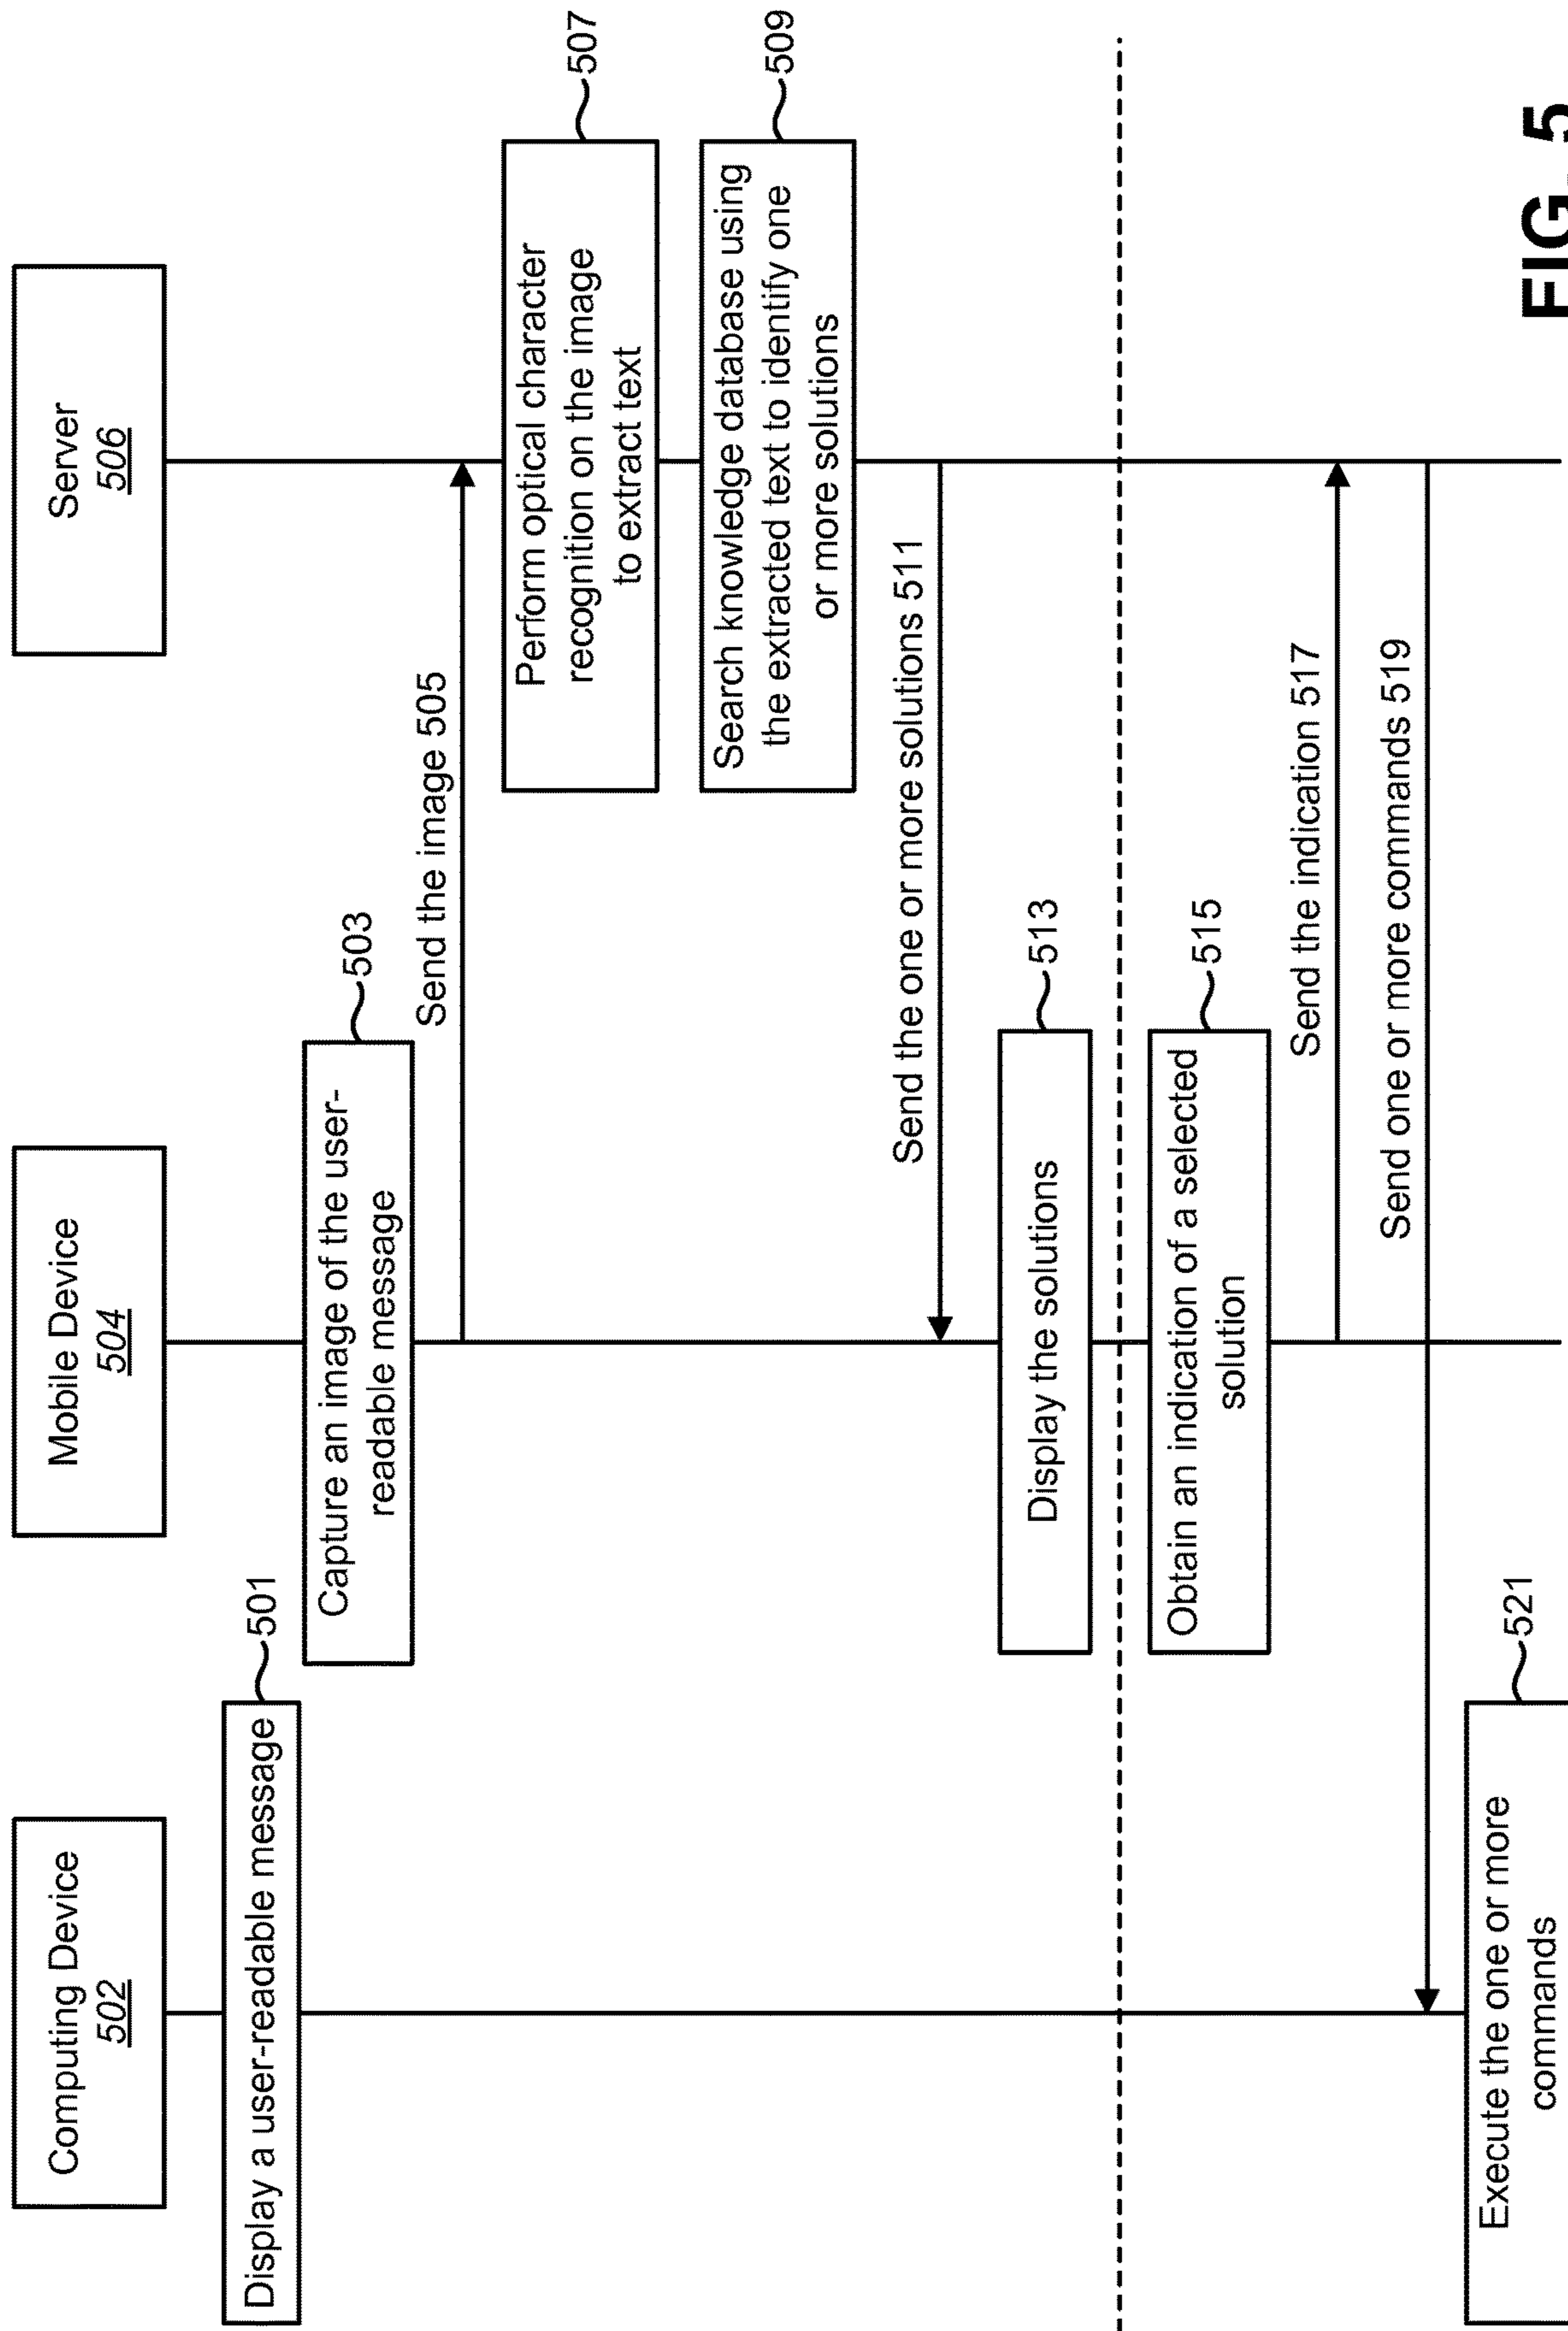 Computing Device
502
Mobile Device
504
Server
506
Display a user-readable message
501
Capture an image of the user-
readable message
503
Send the image 505
Perform optical character
recognition on the image
to extract text
507
Search knowledge database using
the extracted text to identify one
or more solutions
509
Send the one or more solutions 511
Display the solutions
513
Obtain an indication of a selected
solution
515
Send the indication 517
Send one or more commands 519
Execute the one or more
commands
521
FIG. 5